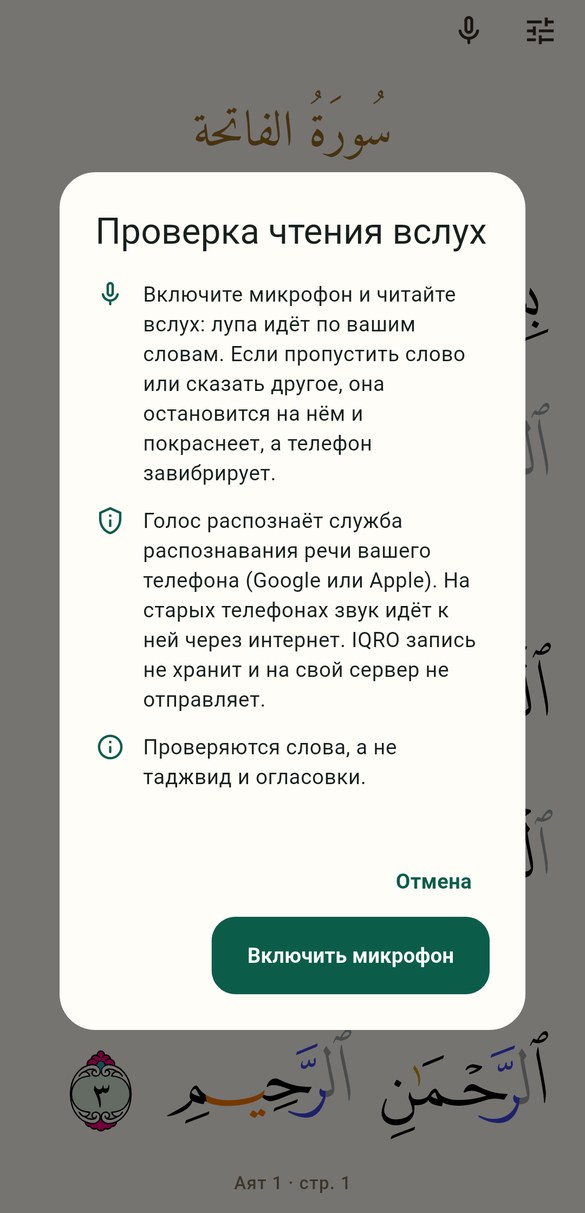 سُورَةُ الفاتحة
Проверка чтения вслух
Включите микрофон и читайте
вслух: лупа идёт по вашим
словам. Если пропустить слово
или сказать другое, она
остановится на нём и
покраснеет, а телефон
завибрирует.
Голос распознаёт служба
распознавания речи вашего
телефона (Google или Apple). На
старых телефонах звук идёт к
ней через интернет. IQRO запись
не хранит и на свой сервер не
отправляет.
Проверяются слова, а не
таджвид и огласовки.
Отмена
Включить микрофон
ٱلرَّحْمَـٰنِ ٱلرَّحِيمِ ٣
Аят 1 · стр. 1